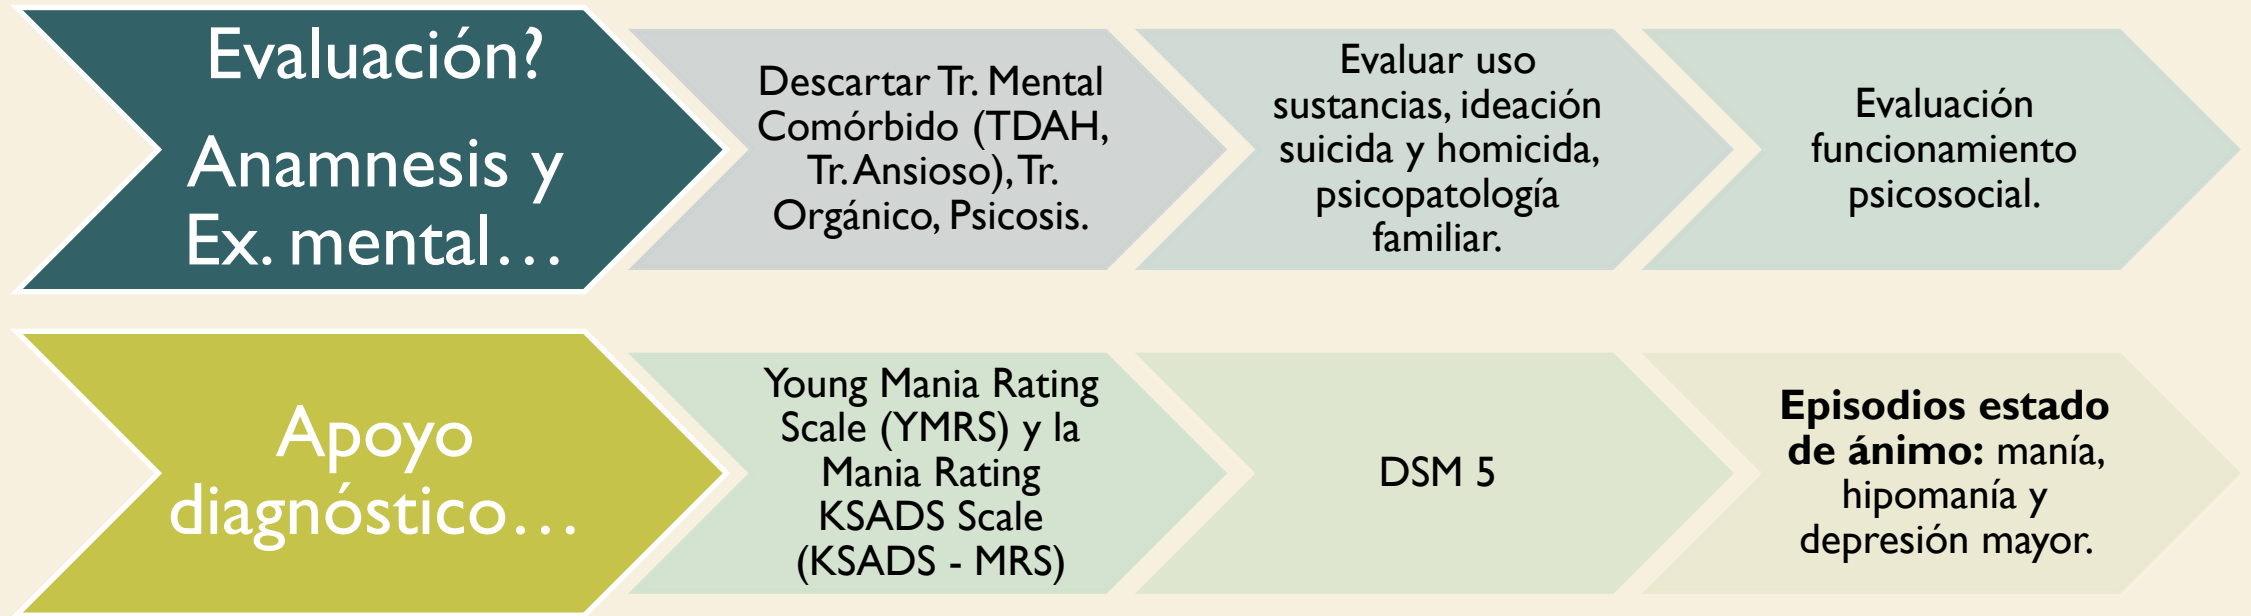 Evaluación?
Anamnesis y
Ex. mental…
Descartar Tr. Mental
Comórbido (TDAH,
Tr. Ansioso), Tr.
Orgánico, Psicosis.
Evaluar uso
sustancias, ideación
suicida y homicida,
psicopatología
familiar.
Evaluación
funcionamiento
psicosocial.
Apoyo
diagnóstico…
Young Mania Rating
Scale (YMRS) y la
Mania Rating
KSADS Scale
(KSADS - MRS)
DSM 5
Episodios estado
de ánimo: manía,
hipomanía y
depresión mayor.